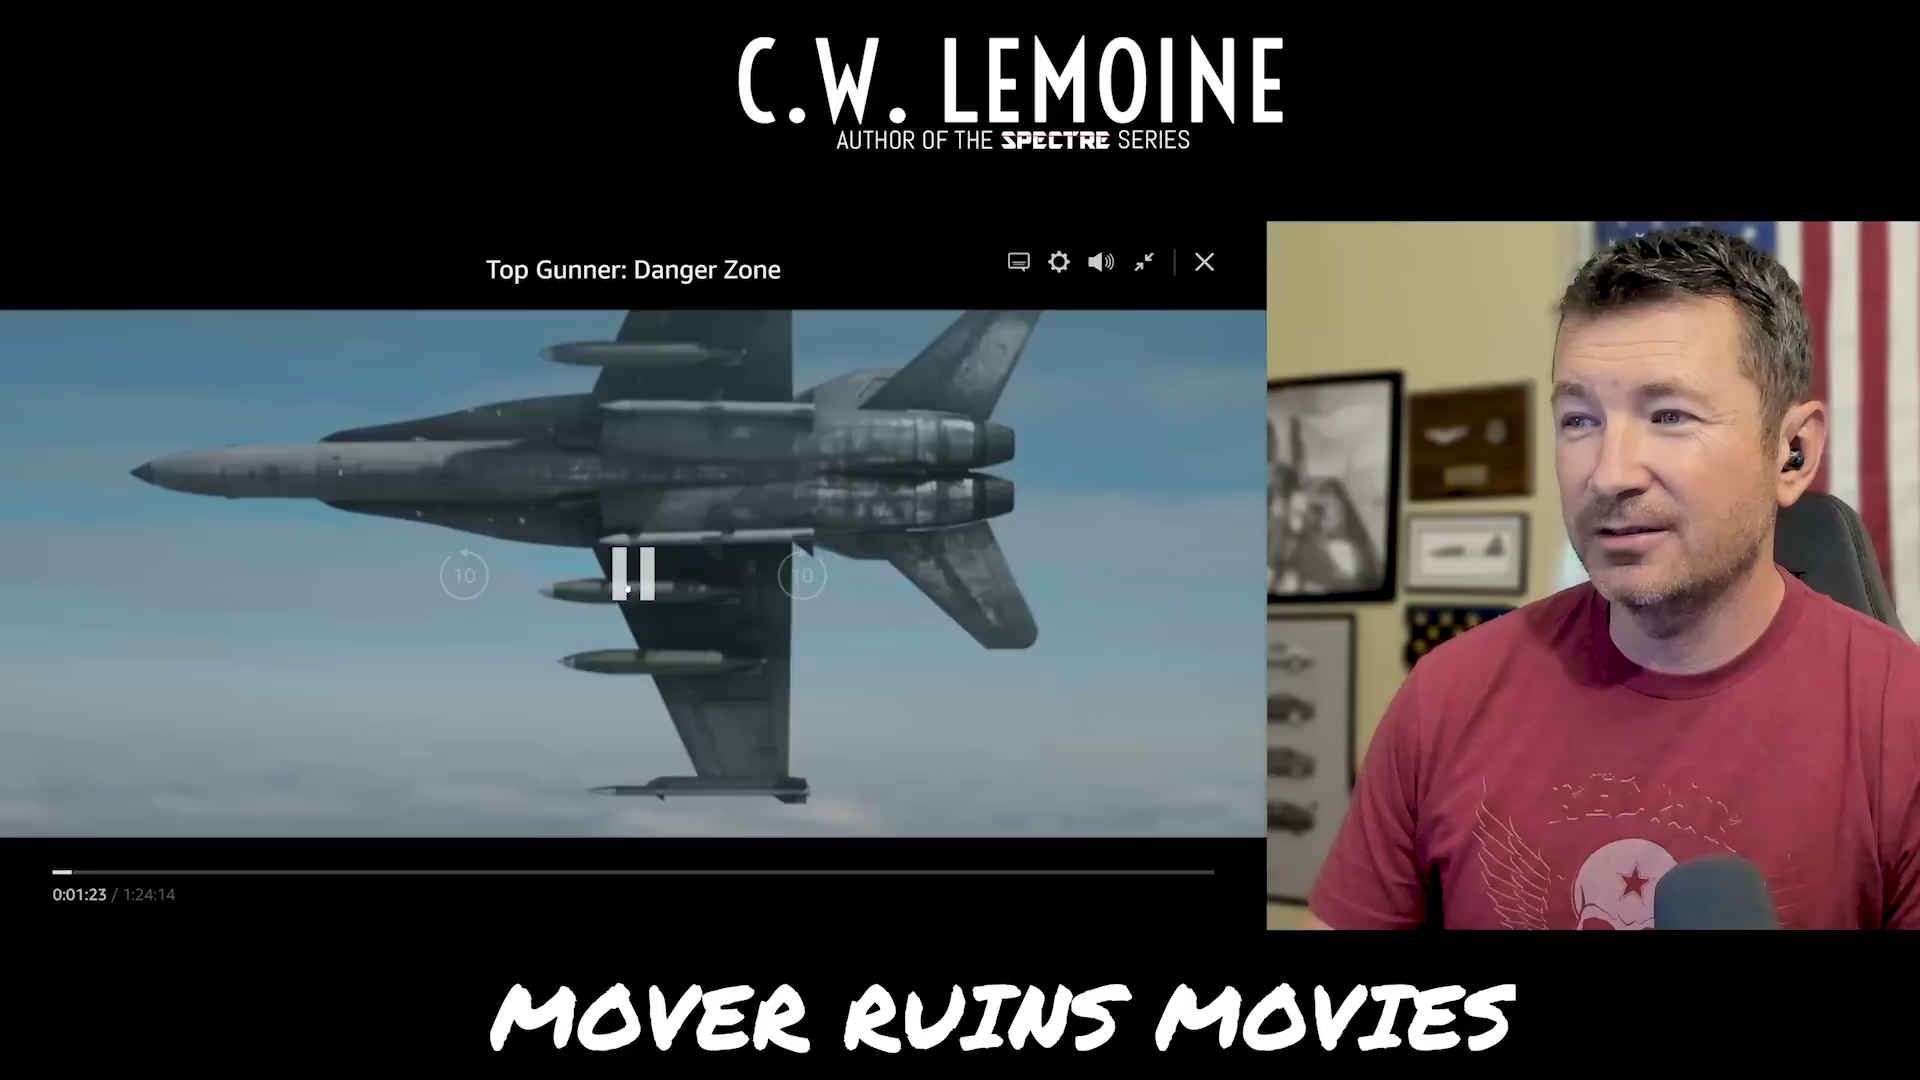 C.W. LEMOINE
AUTHOR OF THE SPECTRE SERIES
Top Gunner: Danger Zone
10
10
0:01:23 / 1:24:14
MOVER RUINS MOVIES